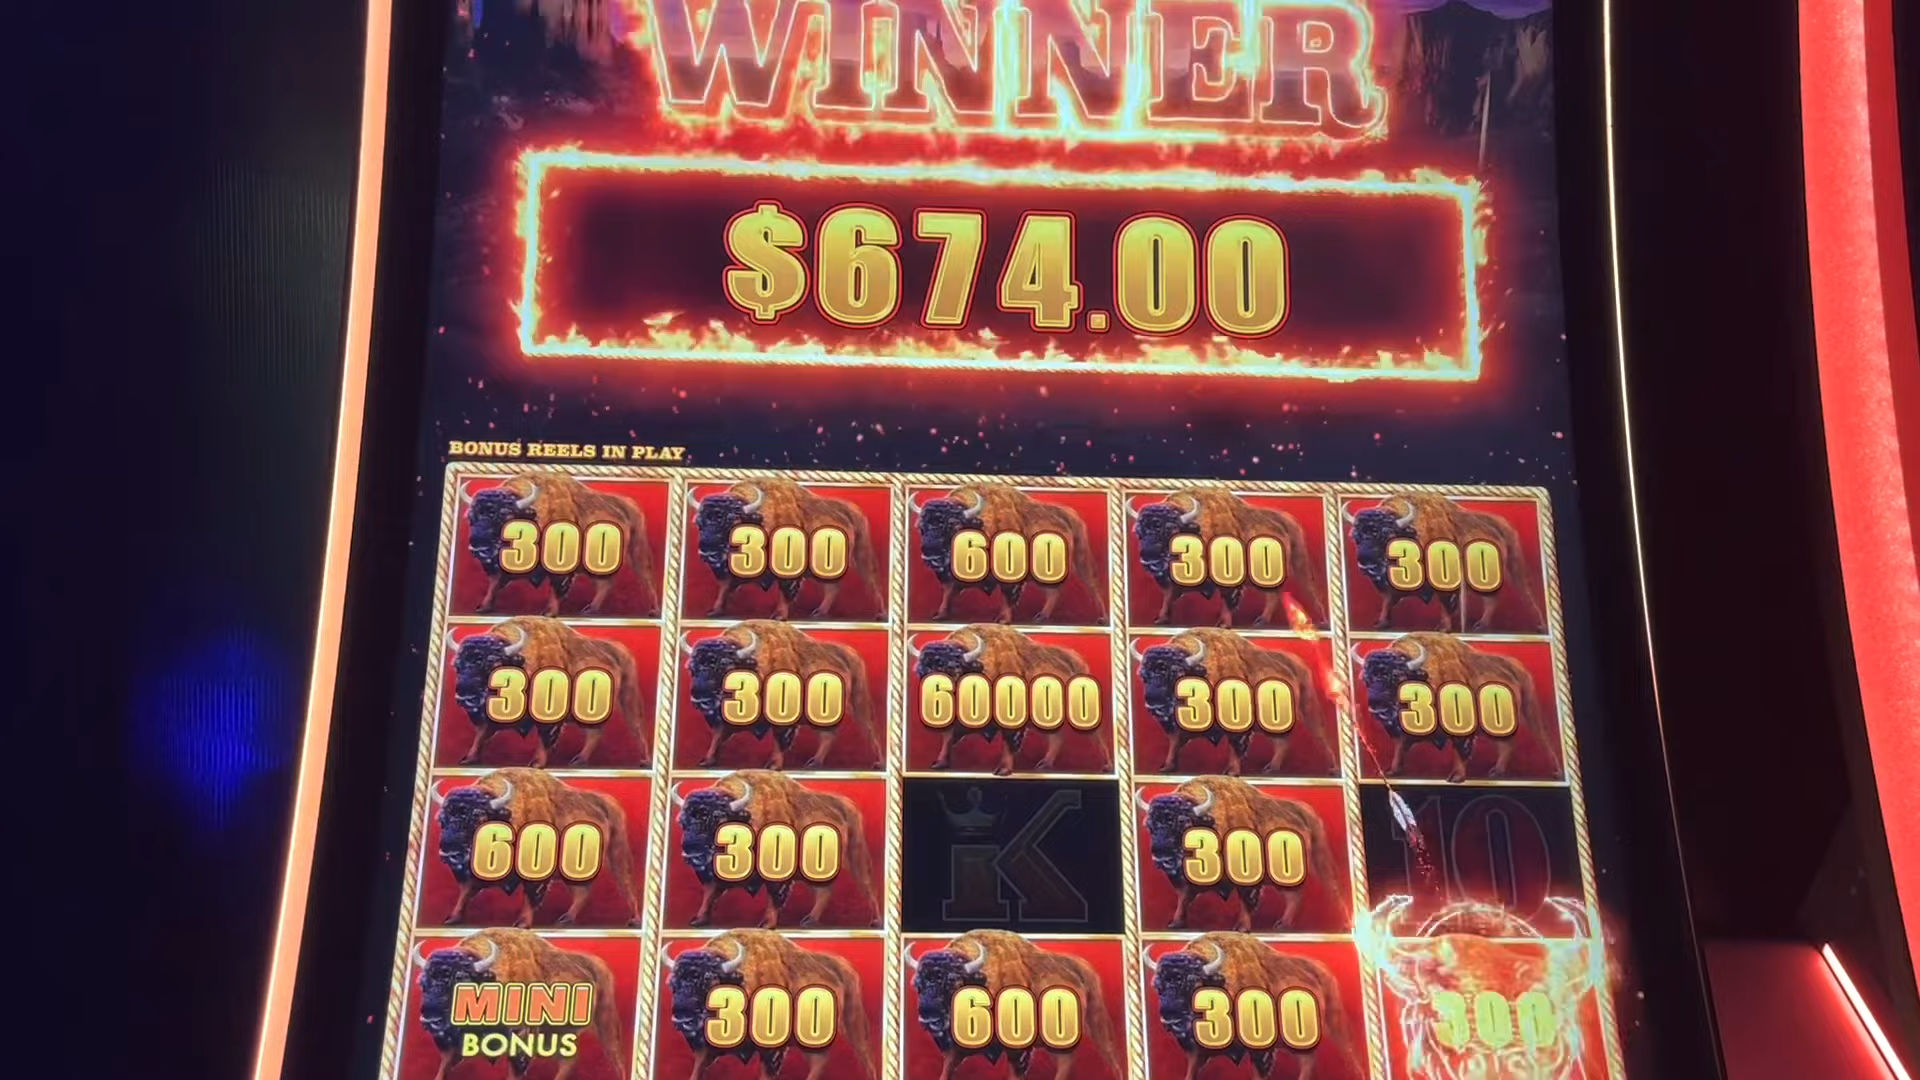 WINNER
$674.00
BONUS REELS IN PLAY
300 300 600 300 300
300 300 60000 300 300
600 300 K 300 10
MINI BONUS 300 600 300 300